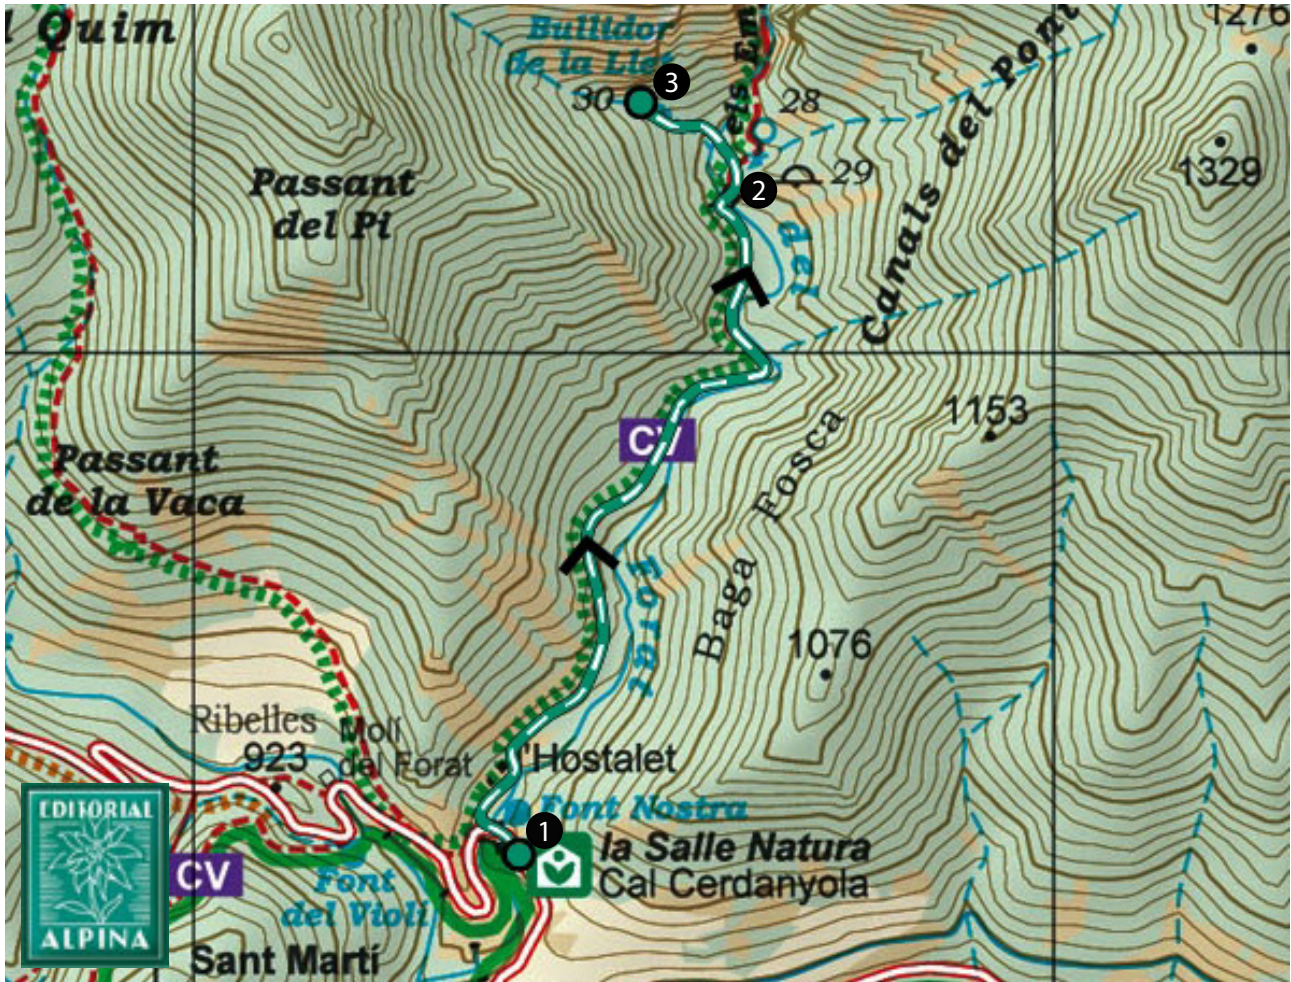 Quim
Bullidor
de la Llet
els
1276
Canals del Pont
30
3
28
29
2
1329
Passant
del Pi
del
CV
1153
Passant
de la Vaca
Baga Fosca
Forat
1076
Ribelles
923
Molí
del Forat
l'Hostalet
Font Nostra
1
la Salle Natura
Cal Cerdanyola
CV
Font
del Violí
Sant Martí
EDITORIAL
ALPINA